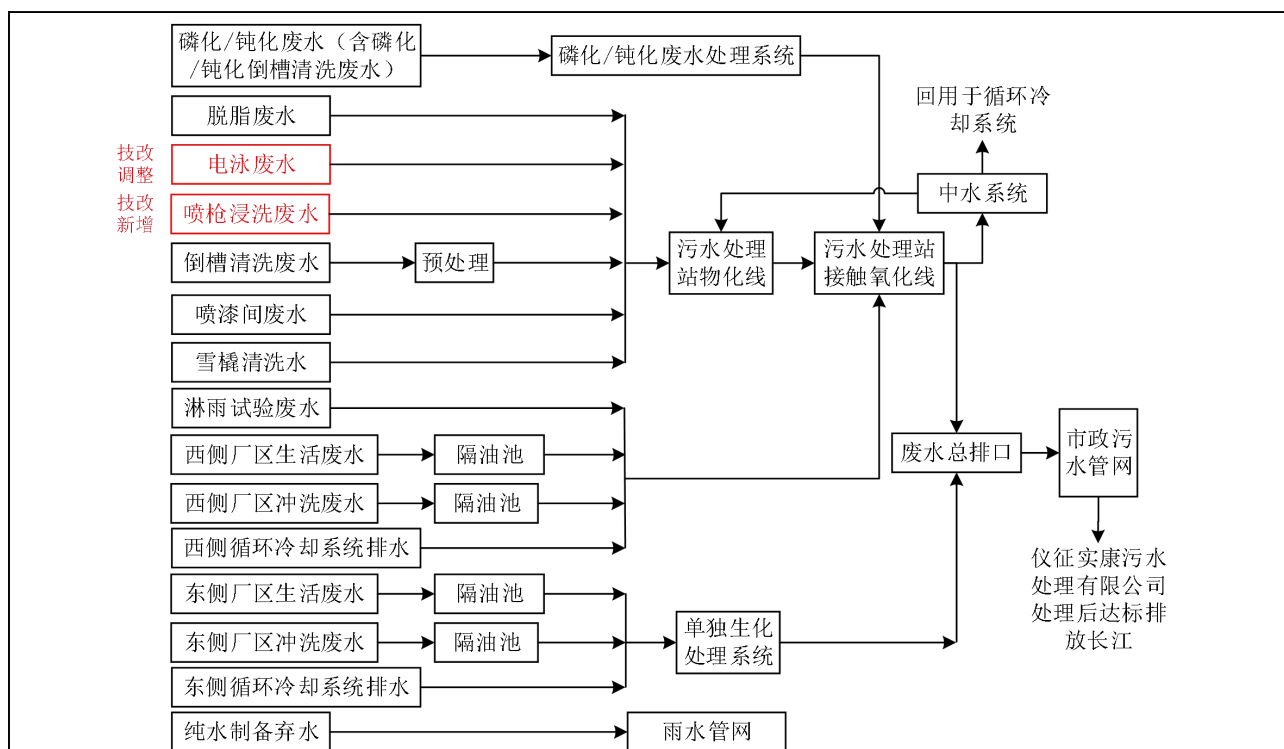 磷化/钝化废水（含磷化
/钝化倒槽清洗废水）
磷化/钝化废水处理系统
回用于循环冷
却系统
脱脂废水
技改
调整
电泳废水
中水系统
技改
新增
喷枪浸洗废水
倒槽清洗废水
预处理
污水处理
站物化线
污水处理站
接触氧化线
喷漆间废水
雪橇清洗水
淋雨试验废水
西侧厂区生活废水
隔油池
废水总排口
市政污
水管网
西侧厂区冲洗废水
隔油池
西侧循环冷却系统排水
仪征实康污水
处理有限公司
处理后达标排
放长江
东侧厂区生活废水
隔油池
东侧厂区冲洗废水
隔油池
单独生化
处理系统
东侧循环冷却系统排水
纯水制备弃水
雨水管网